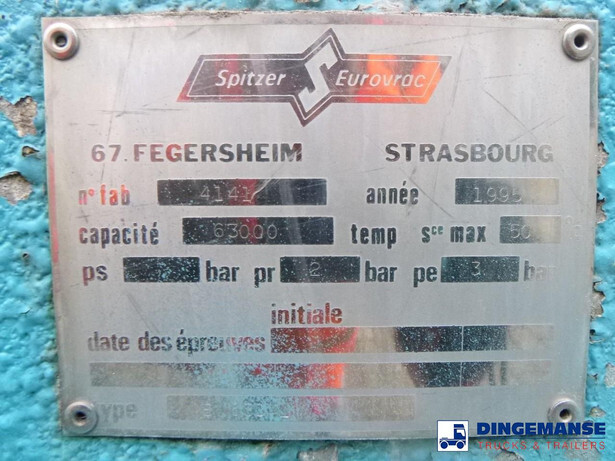 Spitzer S Eurovrac
67. FEGERSHEIM STRASBOURG
n° fab 4141 année 1995
capacité 63000 temp sce max 50 °C
ps bar pr 2 bar pe 3 bar
initiale
date des épreuves
type
DINGEMANSE
TRUCKS & TRAILERS